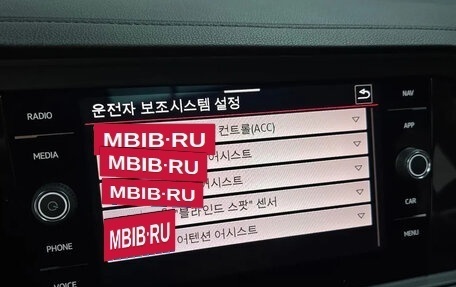 운전자 보조시스템 설정
RADIO
MEDIA
PHONE
VOICE
MBIB·RU 컨트롤(ACC)
MBIB·RU 어시스트
MBIB·RU 어시스트
"블라인드 스팟" 센서
MBIB·RU 어텐션 어시스트
NAV
APP
CAR
MENU